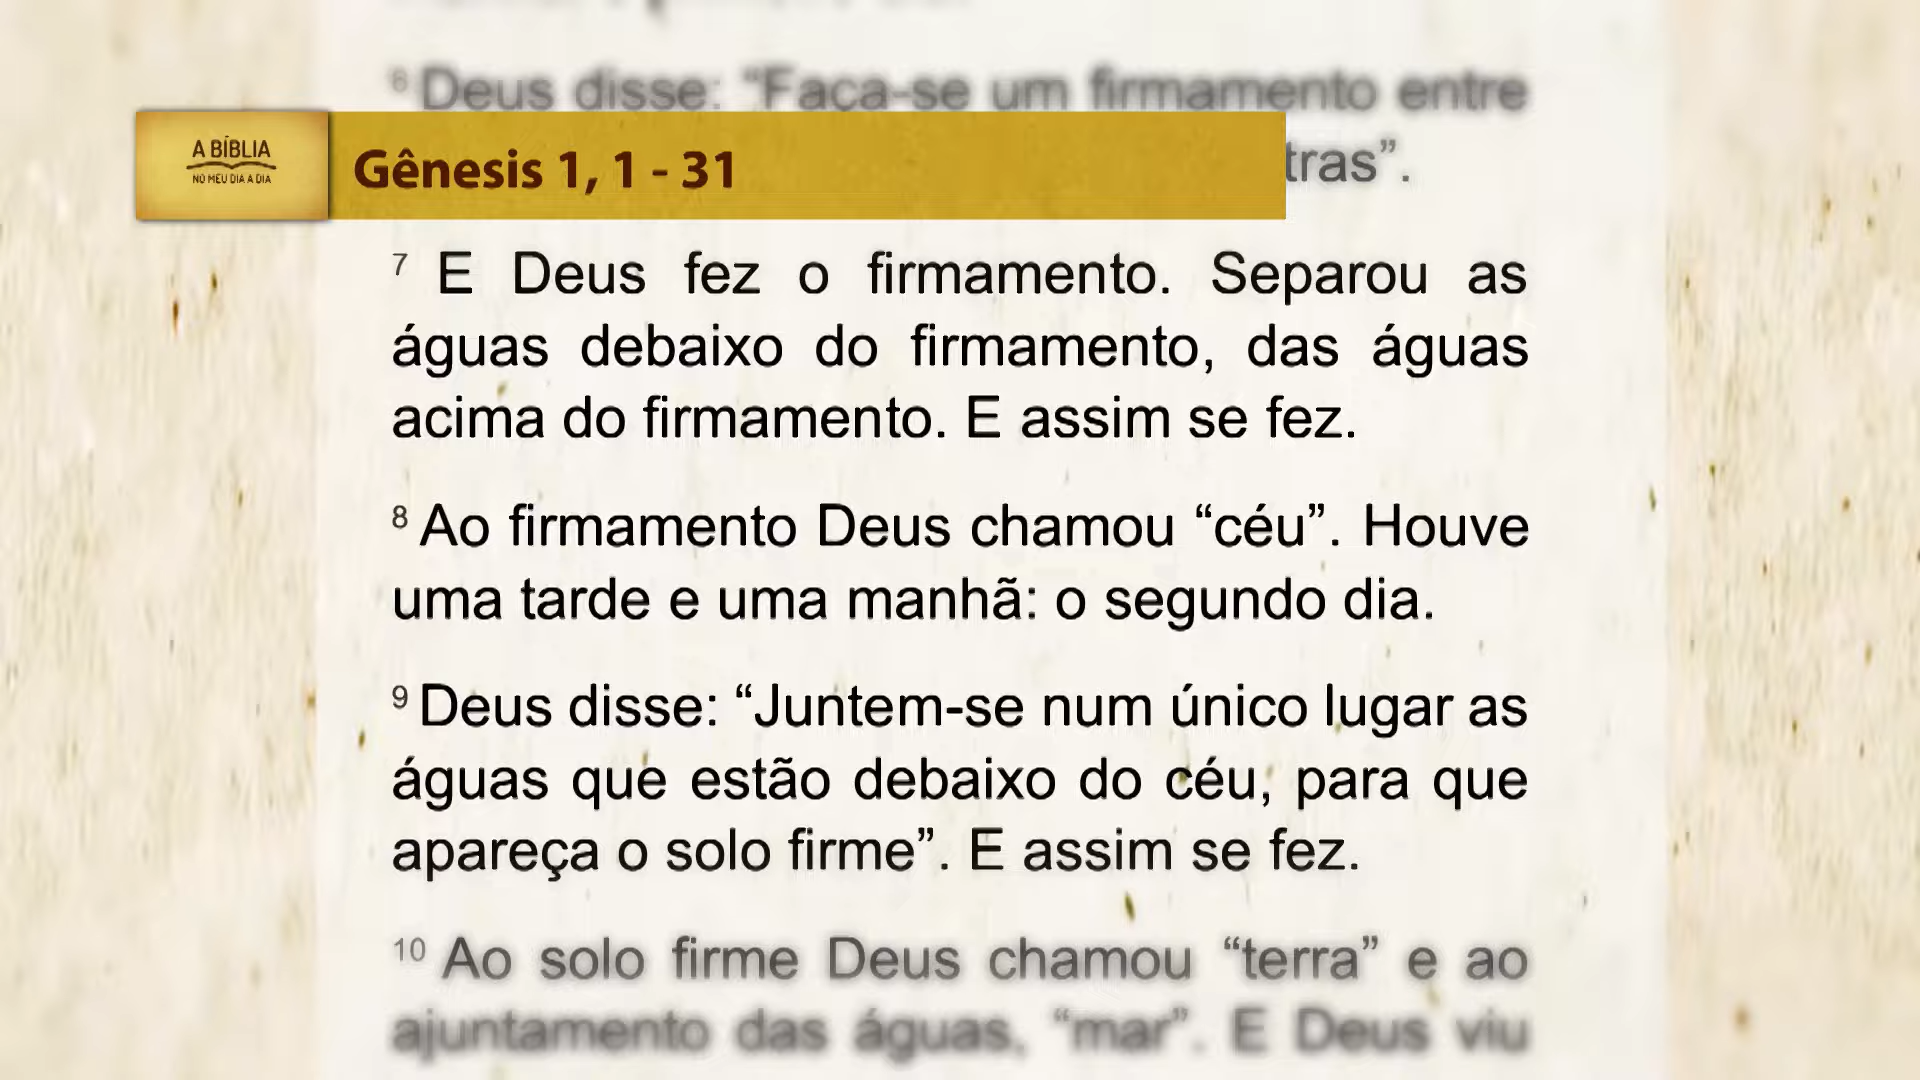 6 Deus disse: “Faça-se um firmamento entre
tras”.
A BÍBLIA
NO MEU DIA A DIA
Gênesis 1, 1 - 31
7 E Deus fez o firmamento. Separou as
águas debaixo do firmamento, das águas
acima do firmamento. E assim se fez.
8 Ao firmamento Deus chamou “céu”. Houve
uma tarde e uma manhã: o segundo dia.
9 Deus disse: “Juntem-se num único lugar as
águas que estão debaixo do céu, para que
apareça o solo firme”. E assim se fez.
10 Ao solo firme Deus chamou “terra” e ao
ajuntamento das águas, “mar”. E Deus viu